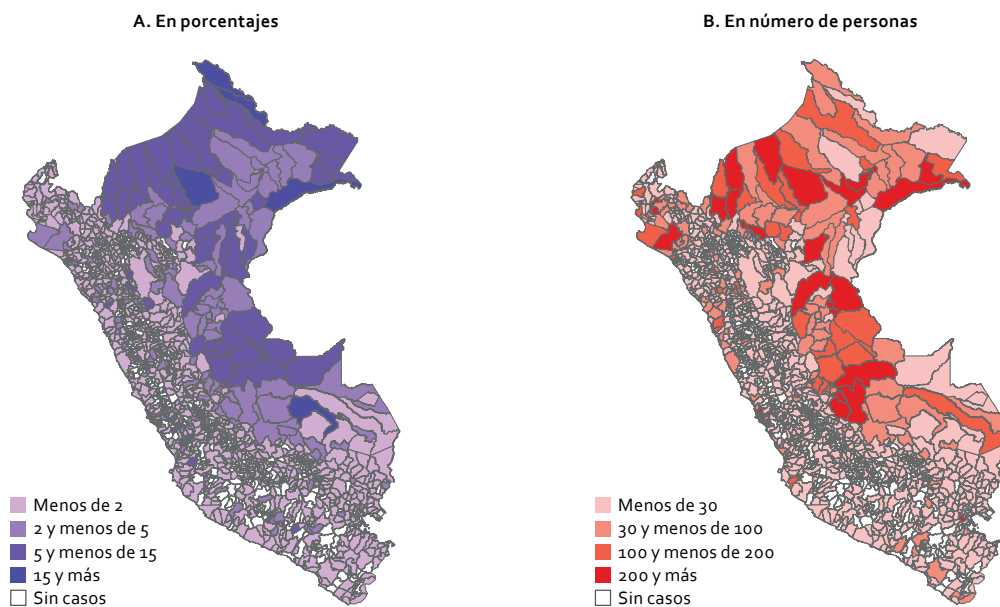 A. En porcentajes
B. En número de personas
Menos de 2
2 y menos de 5
5 y menos de 15
15 y más
Sin casos
Menos de 30
30 y menos de 100
100 y menos de 200
200 y más
Sin casos